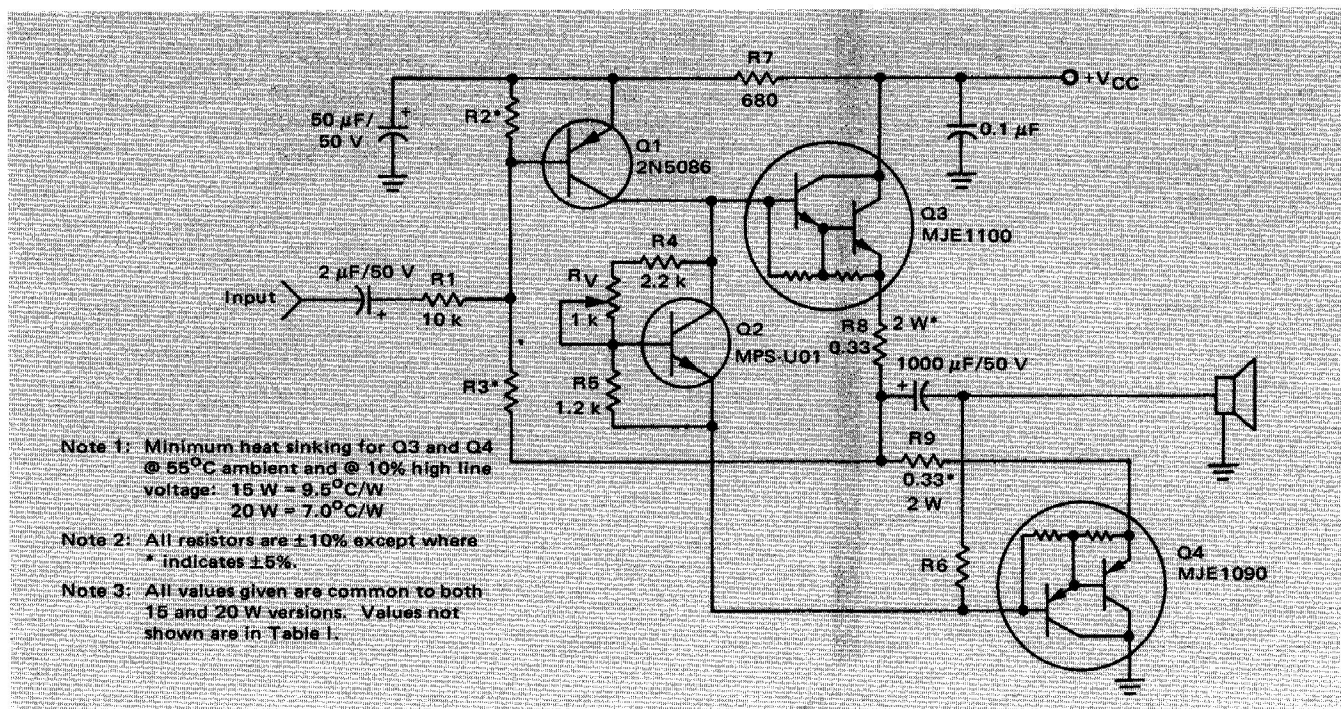 R7
680
+VCC
50 µF/
50 V
+
R2*
Q1
2N5086
0.1 µF
Q3
MJE1100
R4
2.2 k
2 µF/50 V
R1
10 k
+
Input
RV
1 k
Q2
MPS-U01
R8
0.33
2 W*
1000 µF/50 V
+
R3*
R5
1.2 k
R9
0.33*
2 W
R6
Q4
MJE1090
Note 1: Minimum heat sinking for Q3 and Q4
@ 55°C ambient and @ 10% high line
voltage: 15 W = 9.5°C/W
20 W = 7.0°C/W
Note 2: All resistors are ±10% except where
* indicates ±5%.
Note 3: All values given are common to both
15 and 20 W versions. Values not
shown are in Table I.